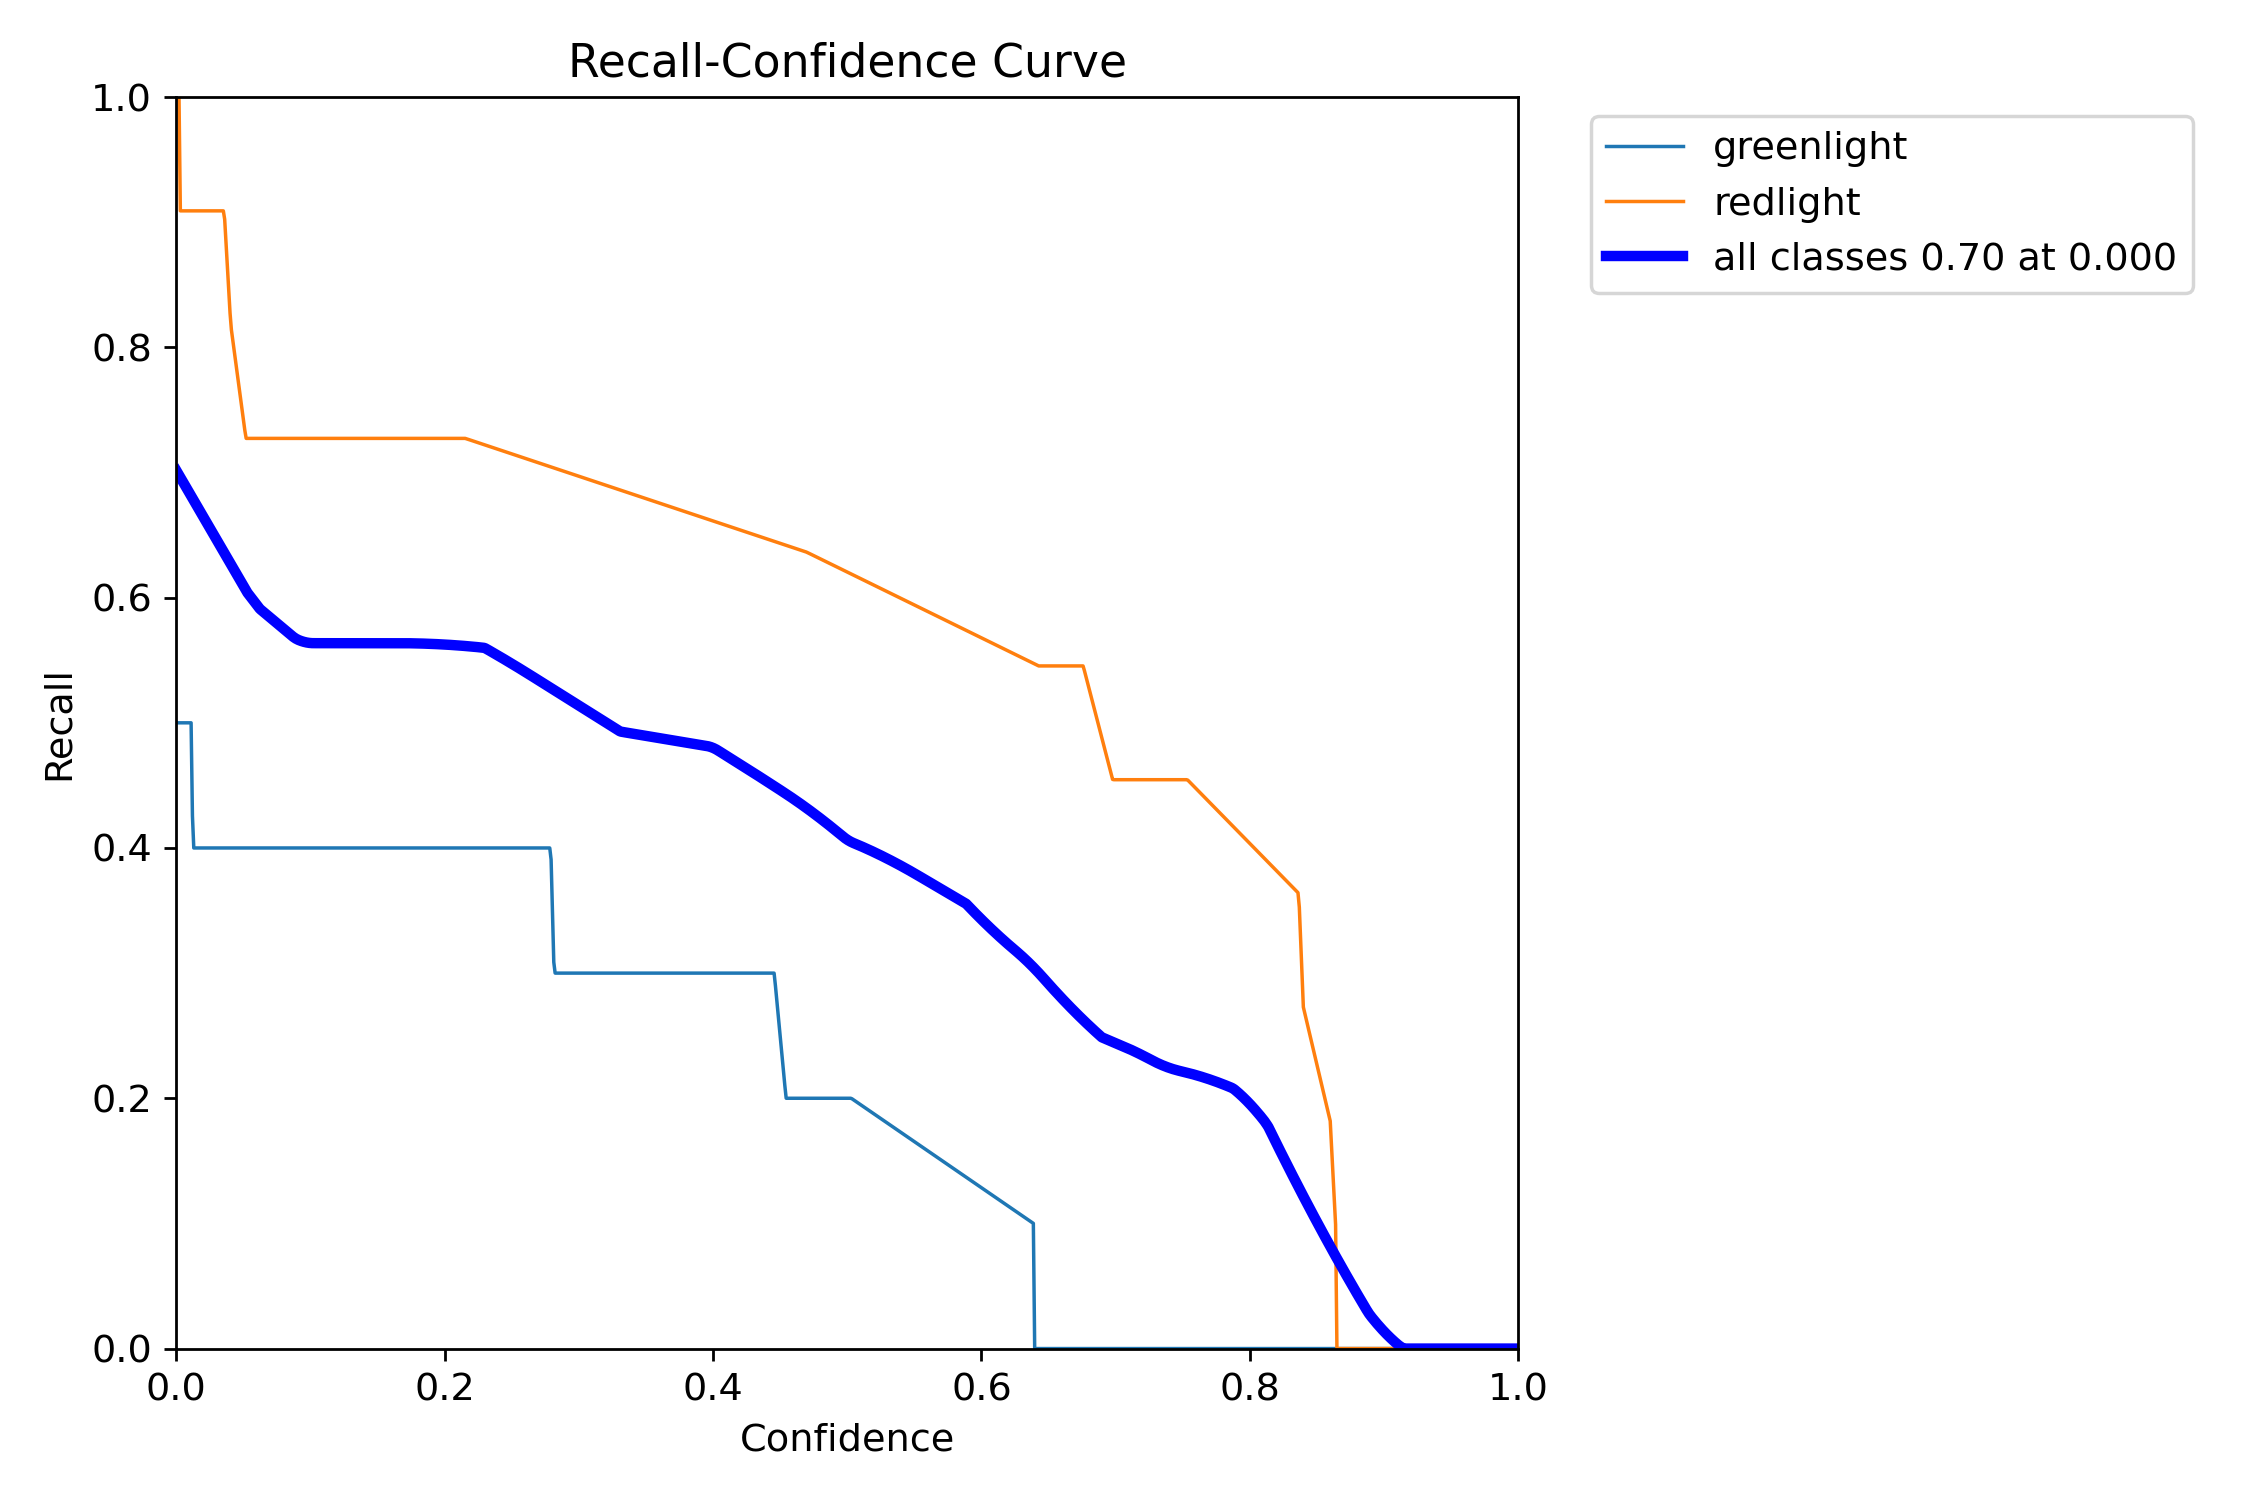 Recall-Confidence Curve
1.0
0.8
0.6
0.4
0.2
0.0
Recall
0.0 0.2 0.4 0.6 0.8 1.0
Confidence
greenlight
redlight
all classes 0.70 at 0.000